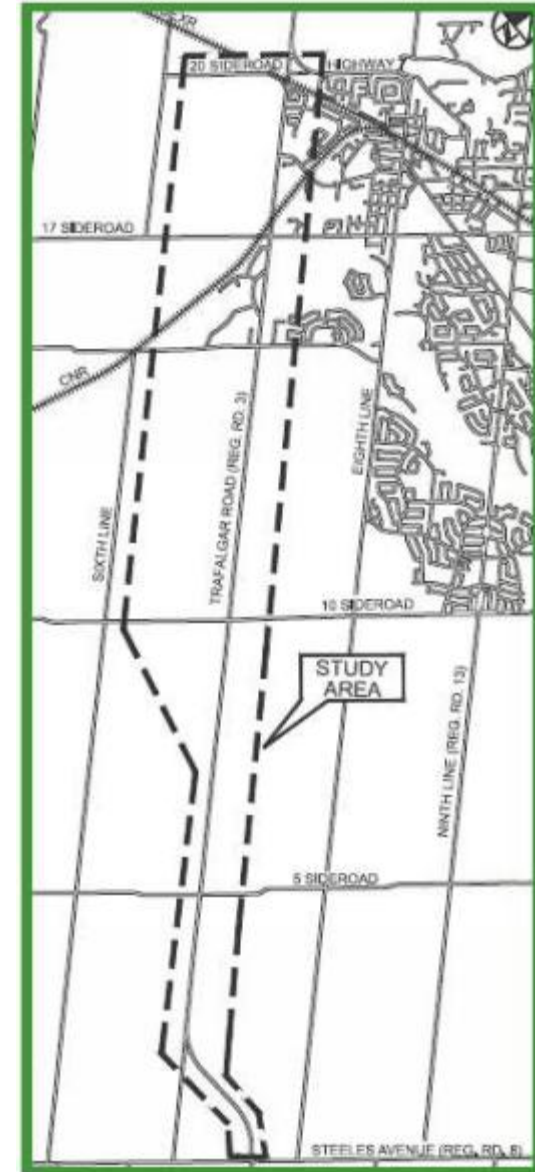 20 SIDEROAD
HIGHWAY 7
17 SIDEROAD
CNR
SIXTH LINE
TRAFALGAR ROAD (REG. RD. 3)
EIGHTH LINE
10 SIDEROAD
STUDY
AREA
NINTH LINE (REG. RD. 13)
5 SIDEROAD
STEELES AVENUE (REG. RD. 8)